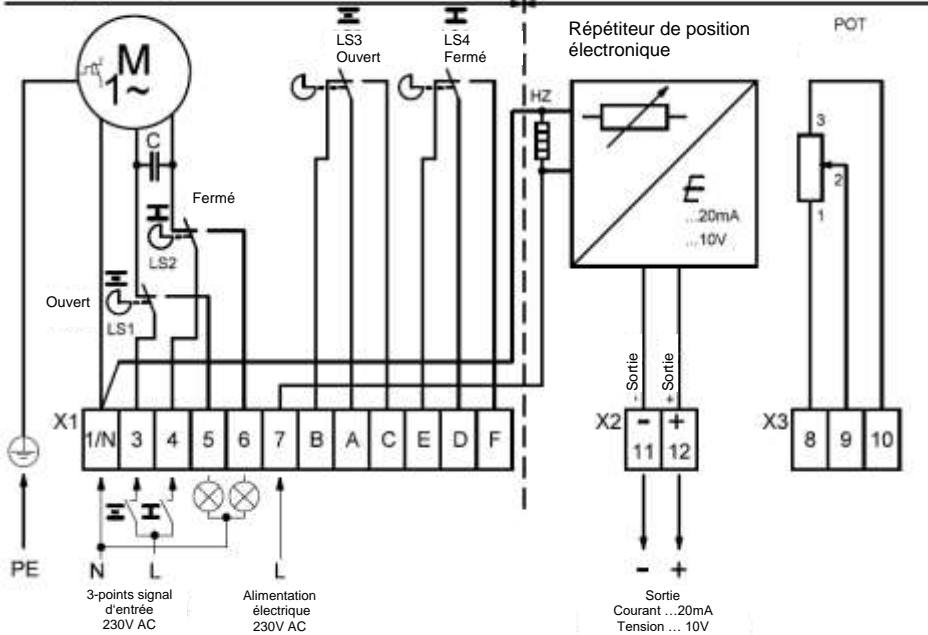 LS3
Ouvert
LS4
Fermé
Répétiteur de position
électronique
POT
M
1~
C
HZ
Fermé
LS2
Ouvert
LS1
E
...20mA
...10V
3
2
1
- Sortie
+ Sortie
X1
1/N 3 4 5 6 7 B A C E D F
X2
- +
11 12
X3
8 9 10
PE
N
L
L
- +
3-points signal
d'entrée
230V AC
Alimentation
électrique
230V AC
Sortie
Courant ...20mA
Tension ... 10V